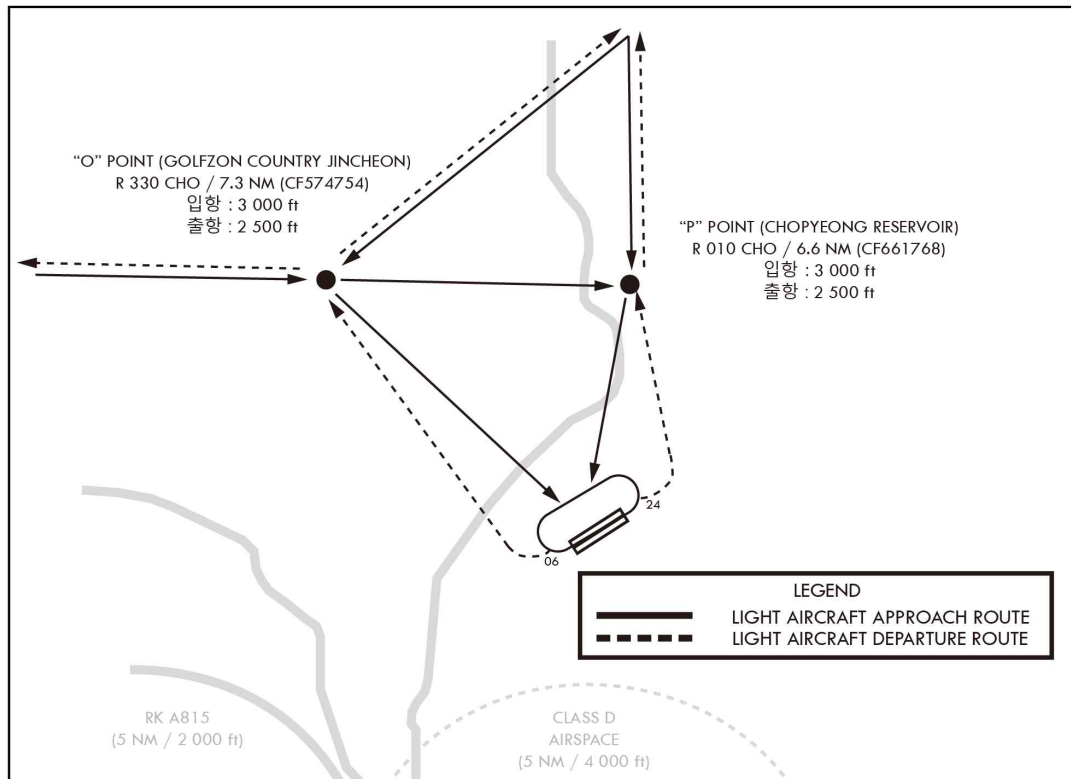 “O” POINT (GOLFZON COUNTRY JINCHEON)
R 330 CHO / 7.3 NM (CF574754)
입항 : 3 000 ft
출항 : 2 500 ft
“P” POINT (CHOPYEONG RESERVOIR)
R 010 CHO / 6.6 NM (CF661768)
입항 : 3 000 ft
출항 : 2 500 ft
24
06
LEGEND
LIGHT AIRCRAFT APPROACH ROUTE
LIGHT AIRCRAFT DEPARTURE ROUTE
RK A815
(5 NM / 2 000 ft)
CLASS D
AIRSPACE
(5 NM / 4 000 ft)